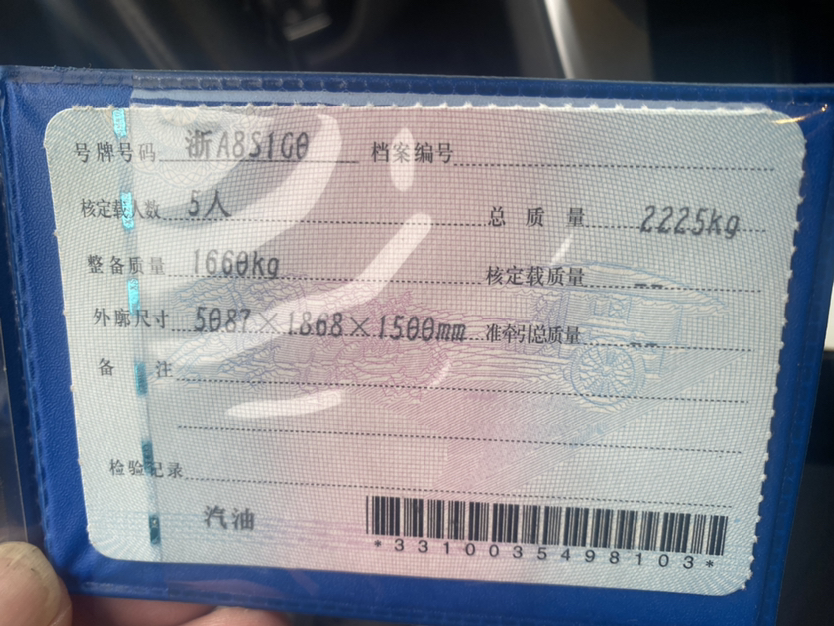 号牌号码 浙A8S1G0 档案编号
核定载人数 5人 总质量 2225kg
整备质量 1660kg 核定载质量 --
外廓尺寸 5087×1868×1500mm 准牵引总质量 --
备注
检验记录
汽油
*3310035498103*